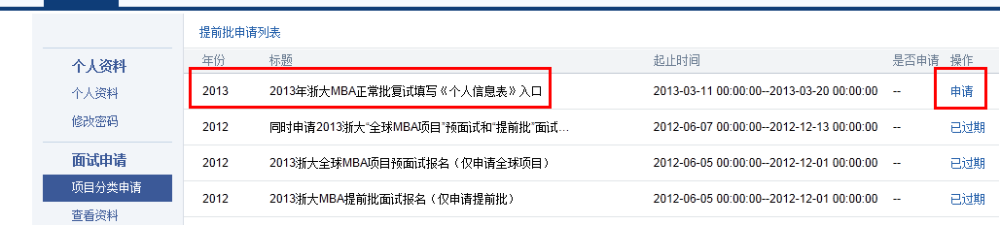 提前批申请列表
年份 标题 起止时间 是否申请 操作
个人资料
个人资料
修改密码
面试申请
项目分类申请
查看资料
2013 2013年浙大MBA正常批复试填写《个人信息表》入口 2013-03-11 00:00:00--2013-03-20 00:00:00 -- 申请
2012 同时申请2013浙大“全球MBA项目”预面试和“提前批”面试... 2012-06-07 00:00:00--2012-12-13 00:00:00 -- 已过期
2012 2013浙大全球MBA项目预面试报名（仅申请全球项目） 2012-06-05 00:00:00--2012-12-01 00:00:00 -- 已过期
2012 2013浙大MBA提前批面试报名（仅申请提前批） 2012-06-05 00:00:00--2012-12-01 00:00:00 -- 已过期